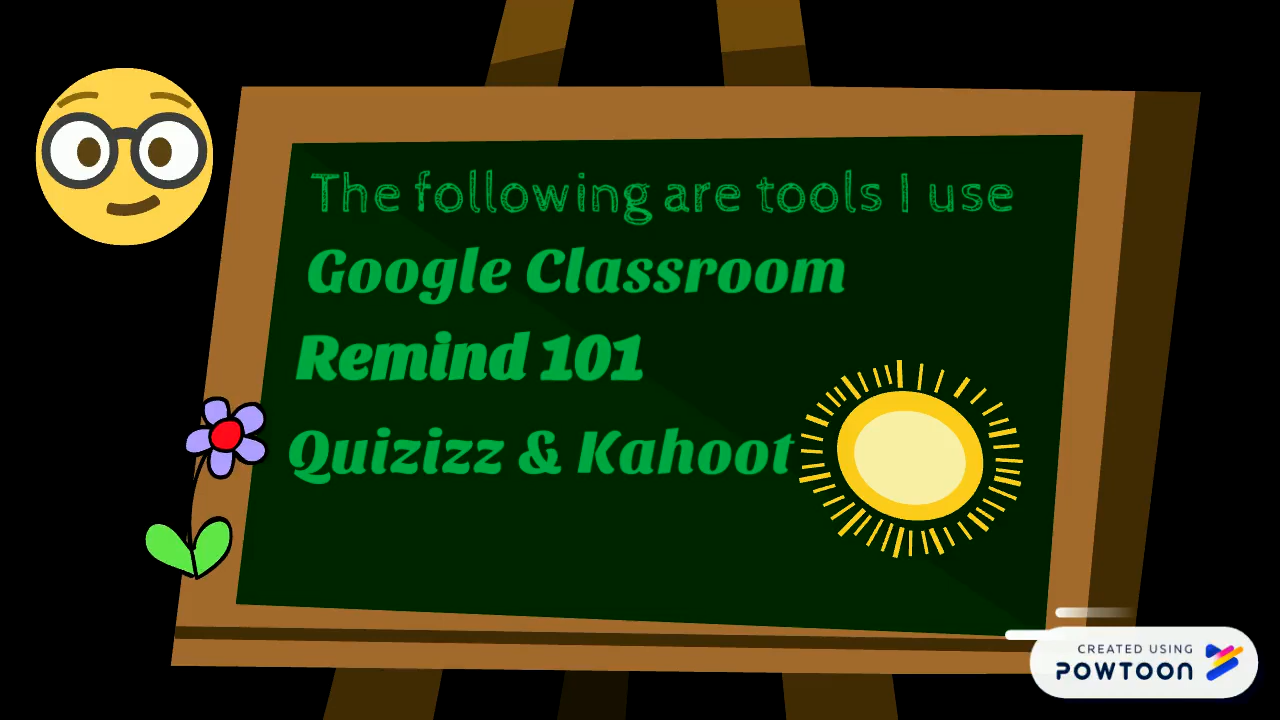 The following are tools I use
Google Classroom
Remind 101
Quizizz & Kahoot
CREATED USING
POWTOON